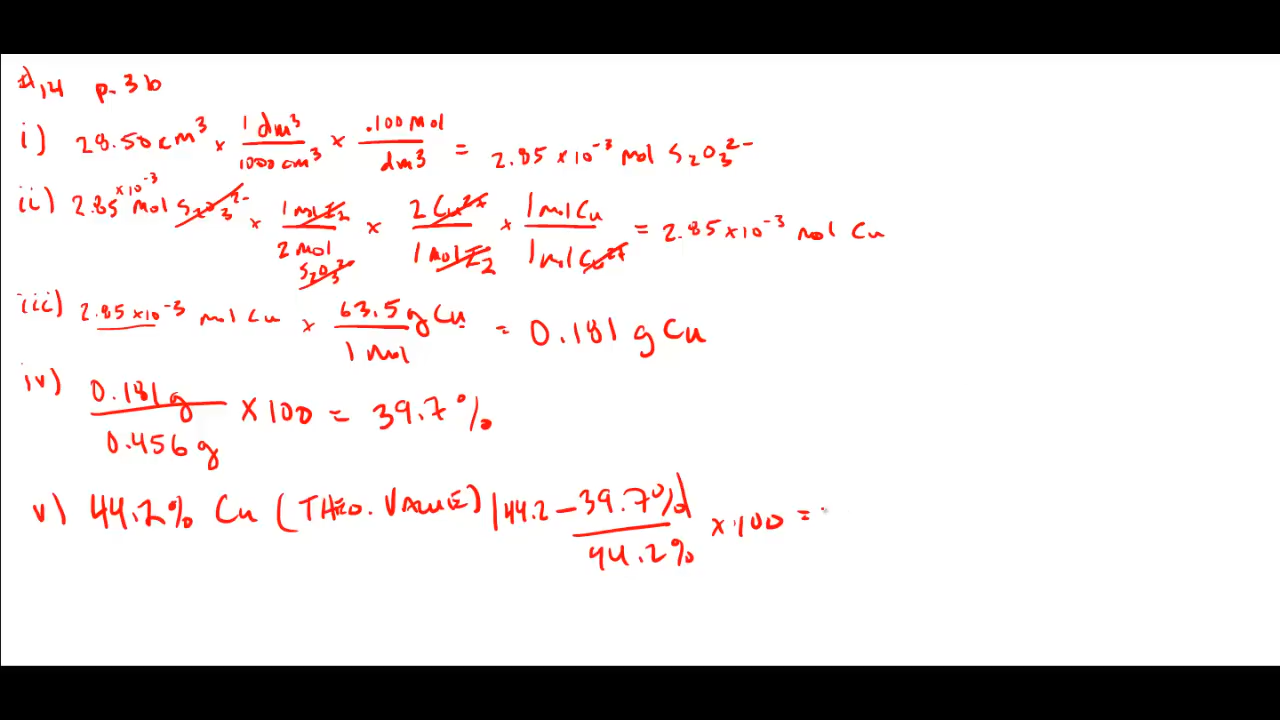 #14 p. 3b
i) 28.50 cm³ × 1 dm³/1000 cm³ × .100 mol/dm³ = 2.85 × 10⁻³ mol S₂O₃²⁻
ii) 2.85 × 10⁻³ mol S₂O₃²⁻ × 1 mol I₂/2 mol S₂O₃²⁻ × 2 Cu²⁺/1 mol I₂ × 1 mol Cu/1 mol Cu²⁺ = 2.85 × 10⁻³ mol Cu
iii) 2.85 × 10⁻³ mol Cu × 63.5 g Cu/1 mol = 0.181 g Cu
iv) 0.181 g/0.456 g × 100 = 39.7%
v) 44.2% Cu (THEO. VALUE) |44.2 - 39.7%|/44.2% × 100 =